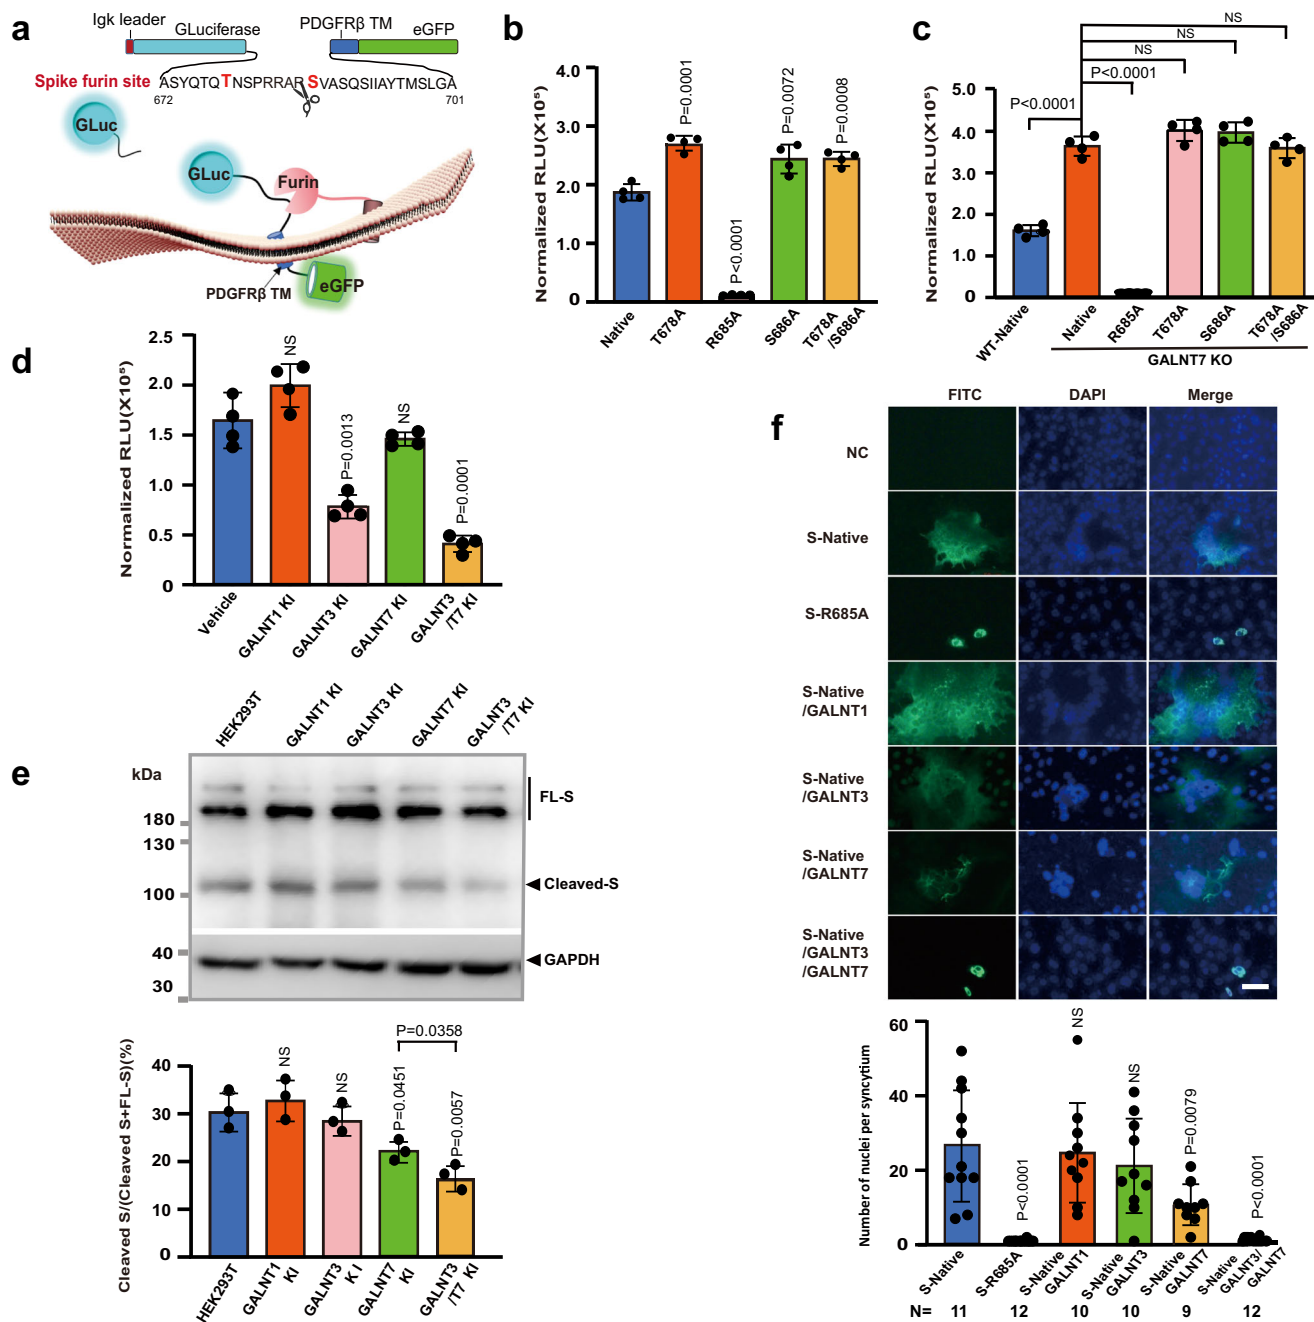 a
Igk leader
GLuciferase
PDGFRβ TM
eGFP
Spike furin site
ASYQTQTNSPRRARSVASQSIIAYTMSLGA
672
701
GLuc
GLuc
Furin
PDGFRβ TM
eGFP
b
Normalized RLU(X10⁵)
4.0
3.0
2.0
1.0
0
P=0.0001
P<0.0001
P=0.0072
P=0.0008
Native
T678A
R685A
S686A
T678A
/S686A
c
Normalized RLU(X10⁵)
5.0
4.0
3.0
2.0
1.0
0
NS
NS
NS
P<0.0001
P<0.0001
WT-Native
Native
R685A
T678A
S686A
T678A
/S686A
GALNT7 KO
d
Normalized RLU(X10⁵)
2.5
2.0
1.5
1.0
0.5
0
NS
P=0.0013
NS
P=0.0001
Vehicle
GALNT1 KI
GALNT3 KI
GALNT7 KI
GALNT3
/T7 KI
e
HEK293T
GALNT1 KI
GALNT3 KI
GALNT7 KI
GALNT3
/T7 KI
kDa
180
130
100
40
30
FL-S
Cleaved-S
GAPDH
Cleaved S/(Cleaved S+FL-S)(%)
40
30
20
10
0
NS
NS
P=0.0451
P=0.0057
P=0.0358
HEK293T
GALNT1
KI
GALNT3
K I
GALNT7
KI
GALNT3
/T7 KI
f
FITC
DAPI
Merge
NC
S-Native
S-R685A
S-Native
/GALNT1
S-Native
/GALNT3
S-Native
/GALNT7
S-Native
/GALNT3
/GALNT7
Number of nuclei per syncytium
60
40
20
0
P<0.0001
NS
NS
P=0.0079
P<0.0001
S-Native
S-R685A
S-Native
GALNT1
S-Native
GALNT3
S-Native
GALNT7
S-Native
GALNT3/
GALNT7
N= 11 12 10 10 9 12